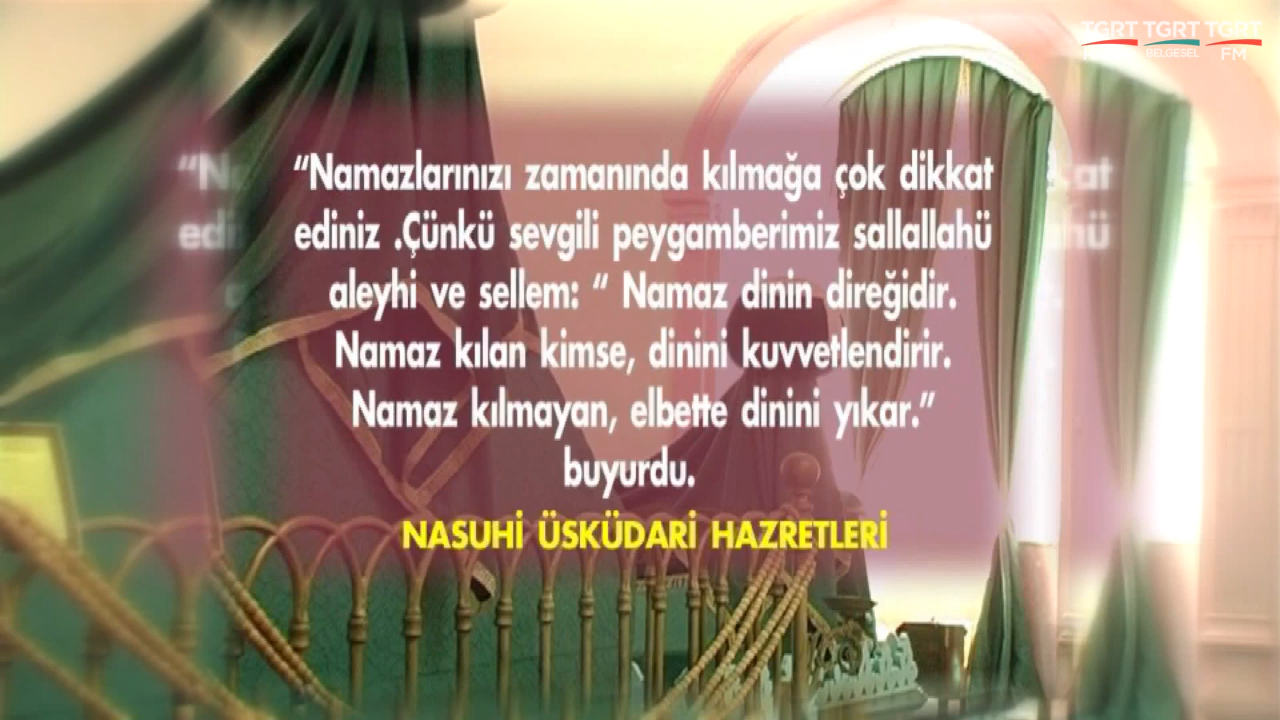 TGRT TGRT TGRT
BELGESEL FM
“Namazlarınızı zamanında kılmağa çok dikkat
ediniz .Çünkü sevgili peygamberimiz sallallahü
aleyhi ve sellem: “ Namaz dinin direğidir.
Namaz kılan kimse, dinini kuvvetlendirir.
Namaz kılmayan, elbette dinini yıkar.”
buyurdu.
NASUHİ ÜSKÜDARİ HAZRETLERİ